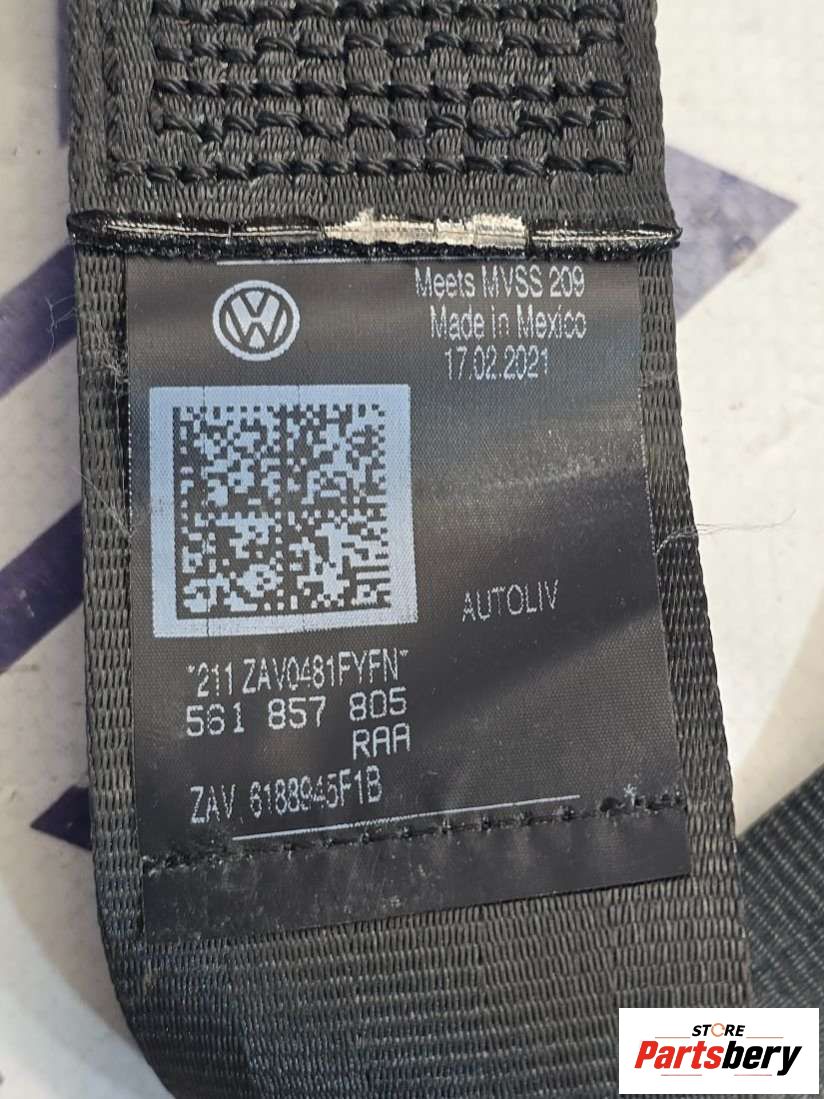 Meets MVSS 209
Made in Mexico
17.02.2021
AUTOLIV
*211 ZAV0481FYFN*
561 857 805
RAA
ZAV 6188945F1B
*
STORE
Partsbery